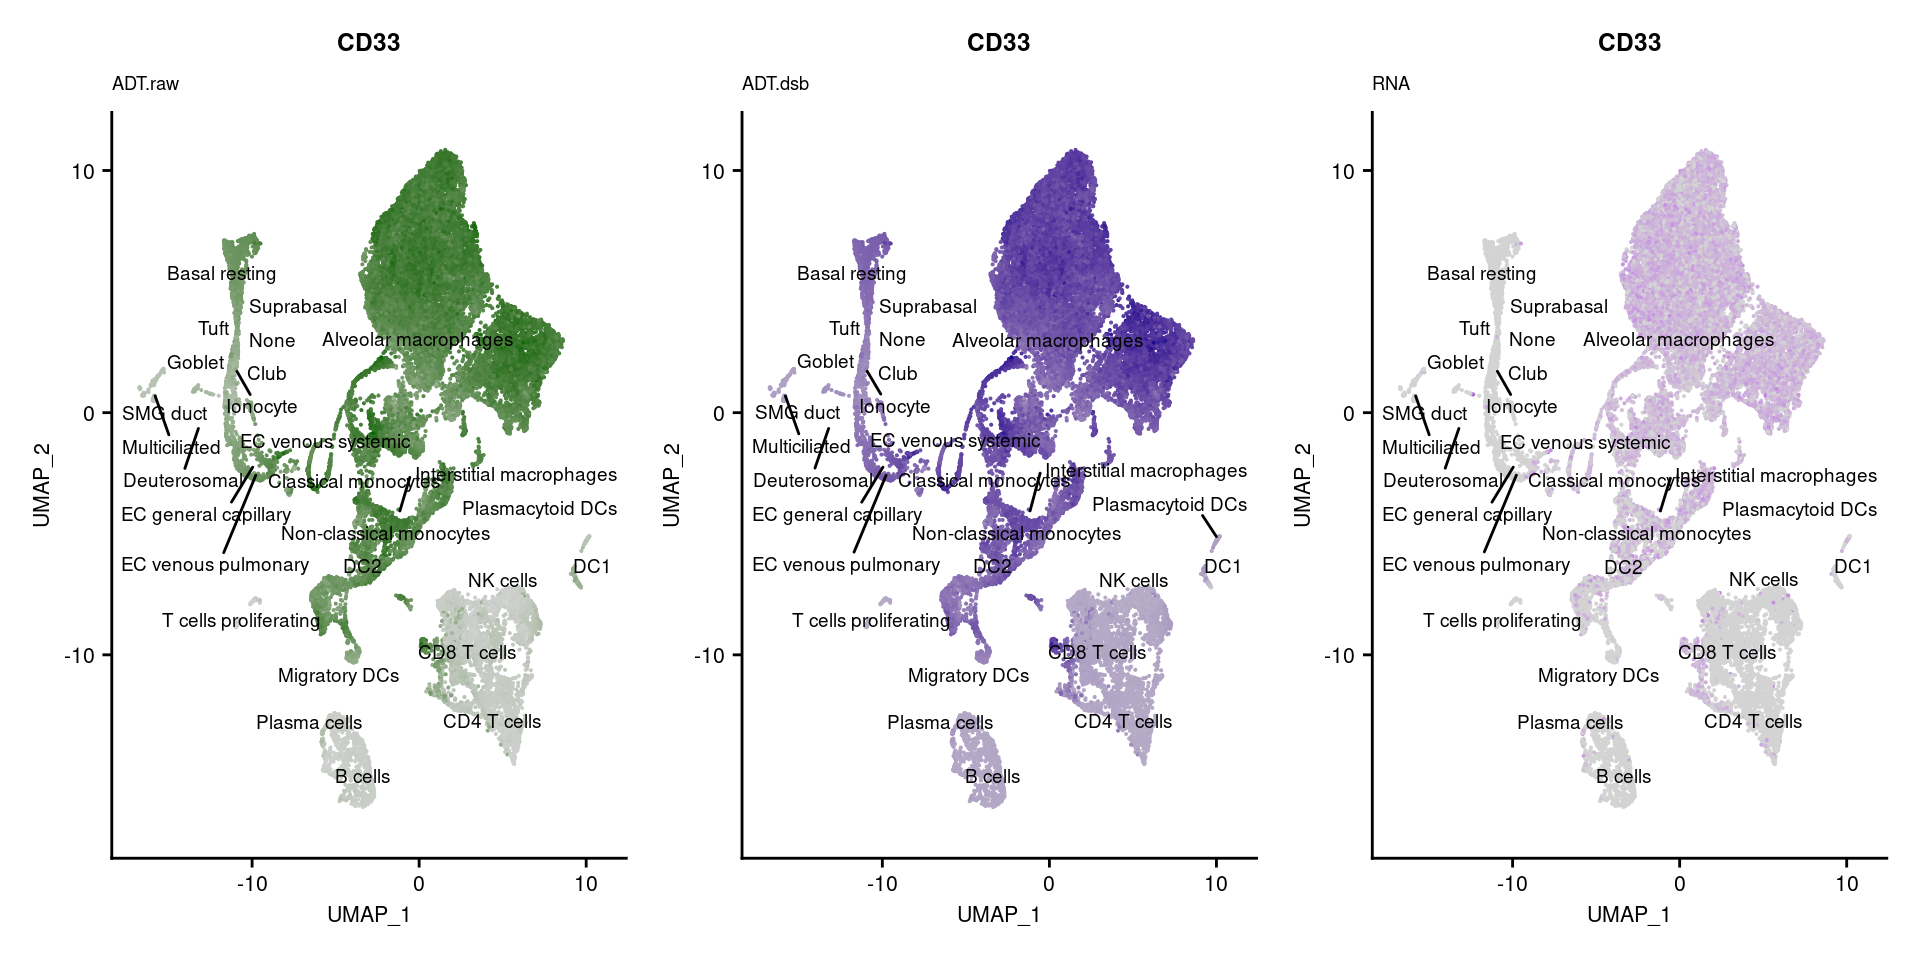 CD33
ADT.raw
UMAP_2
10
0
-10
Basal resting
Suprabasal
Tuft
None
Alveolar macrophages
Goblet
Club
SMG duct
Ionocyte
Multiciliated
EC venous systemic
Deuterosomal
Classical monocytes
Interstitial macrophages
EC general capillary
Plasmacytoid DCs
Non-classical monocytes
EC venous pulmonary
DC2
DC1
NK cells
T cells proliferating
CD8 T cells
Migratory DCs
Plasma cells
CD4 T cells
B cells
-10
0
10
UMAP_1
CD33
ADT.dsb
UMAP_2
10
0
-10
Basal resting
Suprabasal
Tuft
None
Alveolar macrophages
Goblet
Club
SMG duct
Ionocyte
Multiciliated
EC venous systemic
Deuterosomal
Classical monocytes
Interstitial macrophages
EC general capillary
Plasmacytoid DCs
Non-classical monocytes
EC venous pulmonary
DC2
DC1
NK cells
T cells proliferating
CD8 T cells
Migratory DCs
Plasma cells
CD4 T cells
B cells
-10
0
10
UMAP_1
CD33
RNA
UMAP_2
10
0
-10
Basal resting
Suprabasal
Tuft
None
Alveolar macrophages
Goblet
Club
SMG duct
Ionocyte
Multiciliated
EC venous systemic
Deuterosomal
Classical monocytes
Interstitial macrophages
EC general capillary
Plasmacytoid DCs
Non-classical monocytes
EC venous pulmonary
DC2
DC1
NK cells
T cells proliferating
CD8 T cells
Migratory DCs
Plasma cells
CD4 T cells
B cells
-10
0
10
UMAP_1